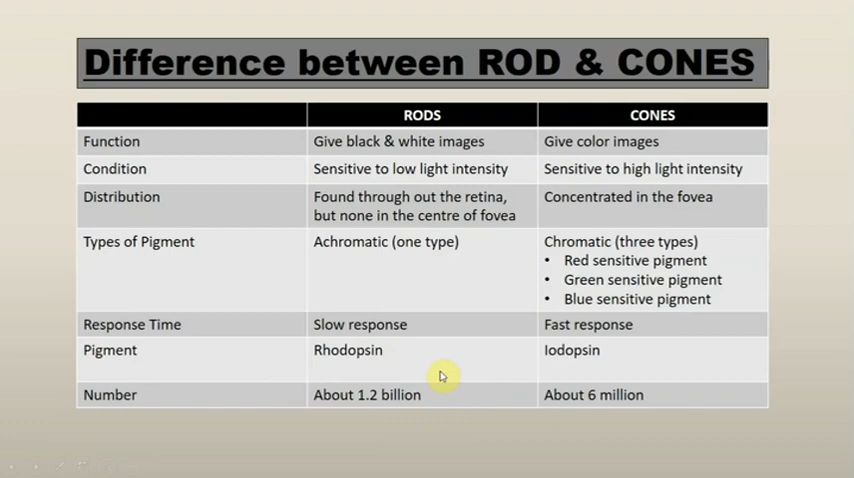 Difference between ROD & CONES
RODS CONES
Function Give black & white images Give color images
Condition Sensitive to low light intensity Sensitive to high light intensity
Distribution Found through out the retina, Concentrated in the fovea
but none in the centre of fovea
Types of Pigment Achromatic (one type) Chromatic (three types)
• Red sensitive pigment
• Green sensitive pigment
• Blue sensitive pigment
Response Time Slow response Fast response
Pigment Rhodopsin Iodopsin
Number About 1.2 billion About 6 million